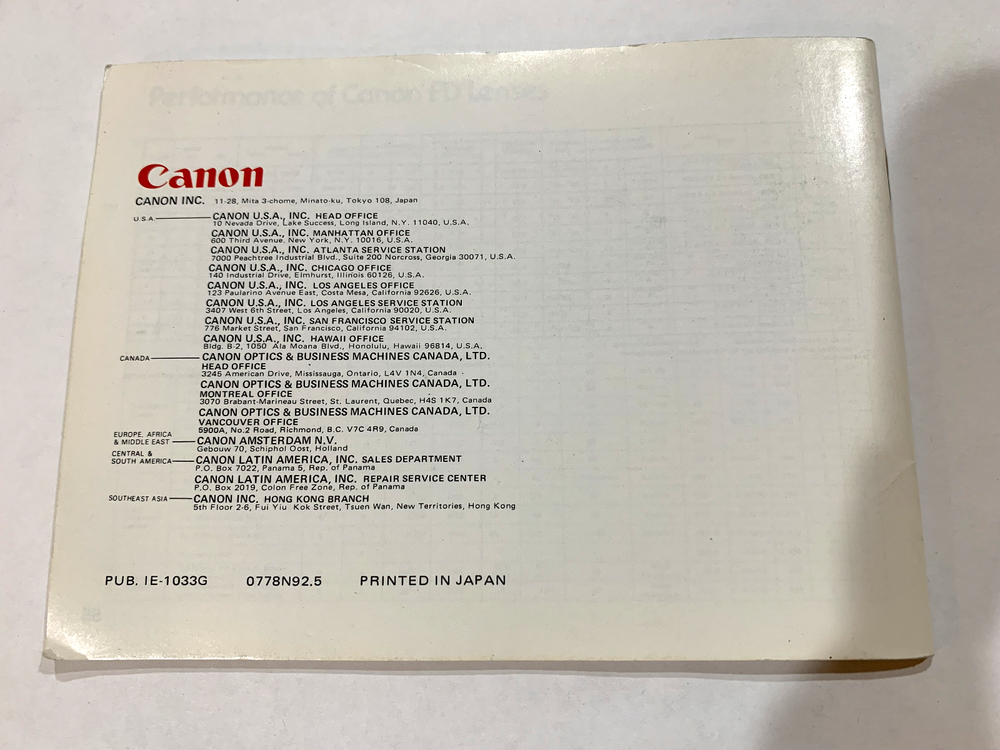 Performance of Canon FD Lenses
Canon
CANON INC. 11-28, Mita 3-chome, Minato-ku, Tokyo 108, Japan
U.S.A. CANON U.S.A., INC. HEAD OFFICE
10 Nevada Drive, Lake Success, Long Island, N.Y. 11040, U.S.A.
CANON U.S.A., INC. MANHATTAN OFFICE
600 Third Avenue, New York, N.Y. 10016, U.S.A.
CANON U.S.A., INC. ATLANTA SERVICE STATION
7000 Peachtree Industrial Blvd., Suite 200 Norcross, Georgia 30071, U.S.A.
CANON U.S.A., INC. CHICAGO OFFICE
140 Industrial Drive, Elmhurst, Illinois 60126, U.S.A.
CANON U.S.A., INC. LOS ANGELES OFFICE
123 Paularino Avenue East, Costa Mesa, California 92626, U.S.A.
CANON U.S.A., INC. LOS ANGELES SERVICE STATION
3407 West 6th Street, Los Angeles, California 90020, U.S.A.
CANON U.S.A., INC. SAN FRANCISCO SERVICE STATION
776 Market Street, San Francisco, California 94102, U.S.A.
CANON U.S.A., INC. HAWAII OFFICE
Bldg. B-2, 1050 Ala Moana Blvd., Honolulu, Hawaii 96814, U.S.A.
CANADA CANON OPTICS & BUSINESS MACHINES CANADA, LTD.
HEAD OFFICE
3245 American Drive, Mississauga, Ontario, L4V 1N4, Canada
CANON OPTICS & BUSINESS MACHINES CANADA, LTD.
MONTREAL OFFICE
3070 Brabant-Marineau Street, St. Laurent, Quebec, H4S 1K7, Canada
CANON OPTICS & BUSINESS MACHINES CANADA, LTD.
VANCOUVER OFFICE
5900A, No.2 Road, Richmond, B.C. V7C 4R9, Canada
EUROPE, AFRICA
& MIDDLE EAST CANON AMSTERDAM N.V.
Gebouw 70, Schiphol Oost, Holland
CENTRAL &
SOUTH AMERICA CANON LATIN AMERICA, INC. SALES DEPARTMENT
P.O. Box 7022, Panama 5, Rep. of Panama
CANON LATIN AMERICA, INC. REPAIR SERVICE CENTER
P.O. Box 2019, Colon Free Zone, Rep. of Panama
SOUTHEAST ASIA CANON INC. HONG KONG BRANCH
5th Floor 2-6, Fui Yiu Kok Street, Tsuen Wan, New Territories, Hong Kong
PUB. IE-1033G 0778N92.5 PRINTED IN JAPAN